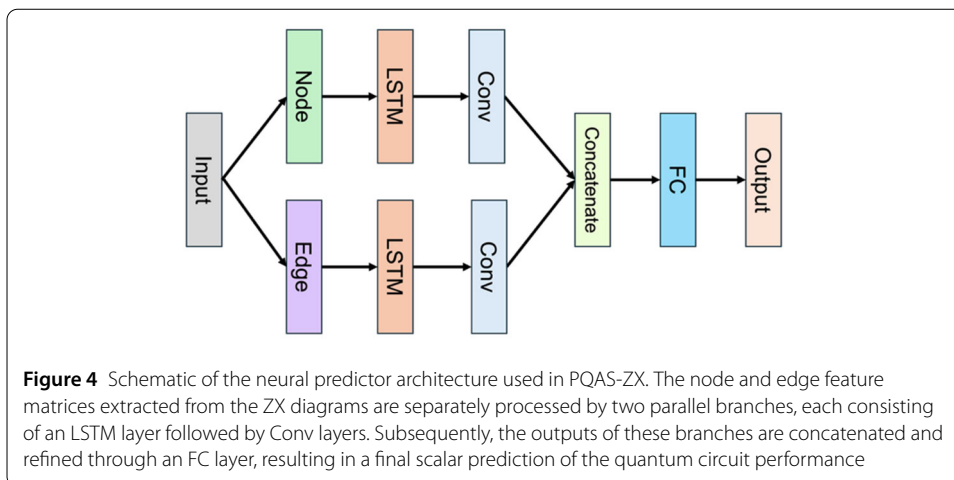 Input
Node
LSTM
Conv
Edge
LSTM
Conv
Concatenate
FC
Output
Figure 4 Schematic of the neural predictor architecture used in PQAS-ZX. The node and edge feature
matrices extracted from the ZX diagrams are separately processed by two parallel branches, each consisting
of an LSTM layer followed by Conv layers. Subsequently, the outputs of these branches are concatenated and
refined through an FC layer, resulting in a final scalar prediction of the quantum circuit performance